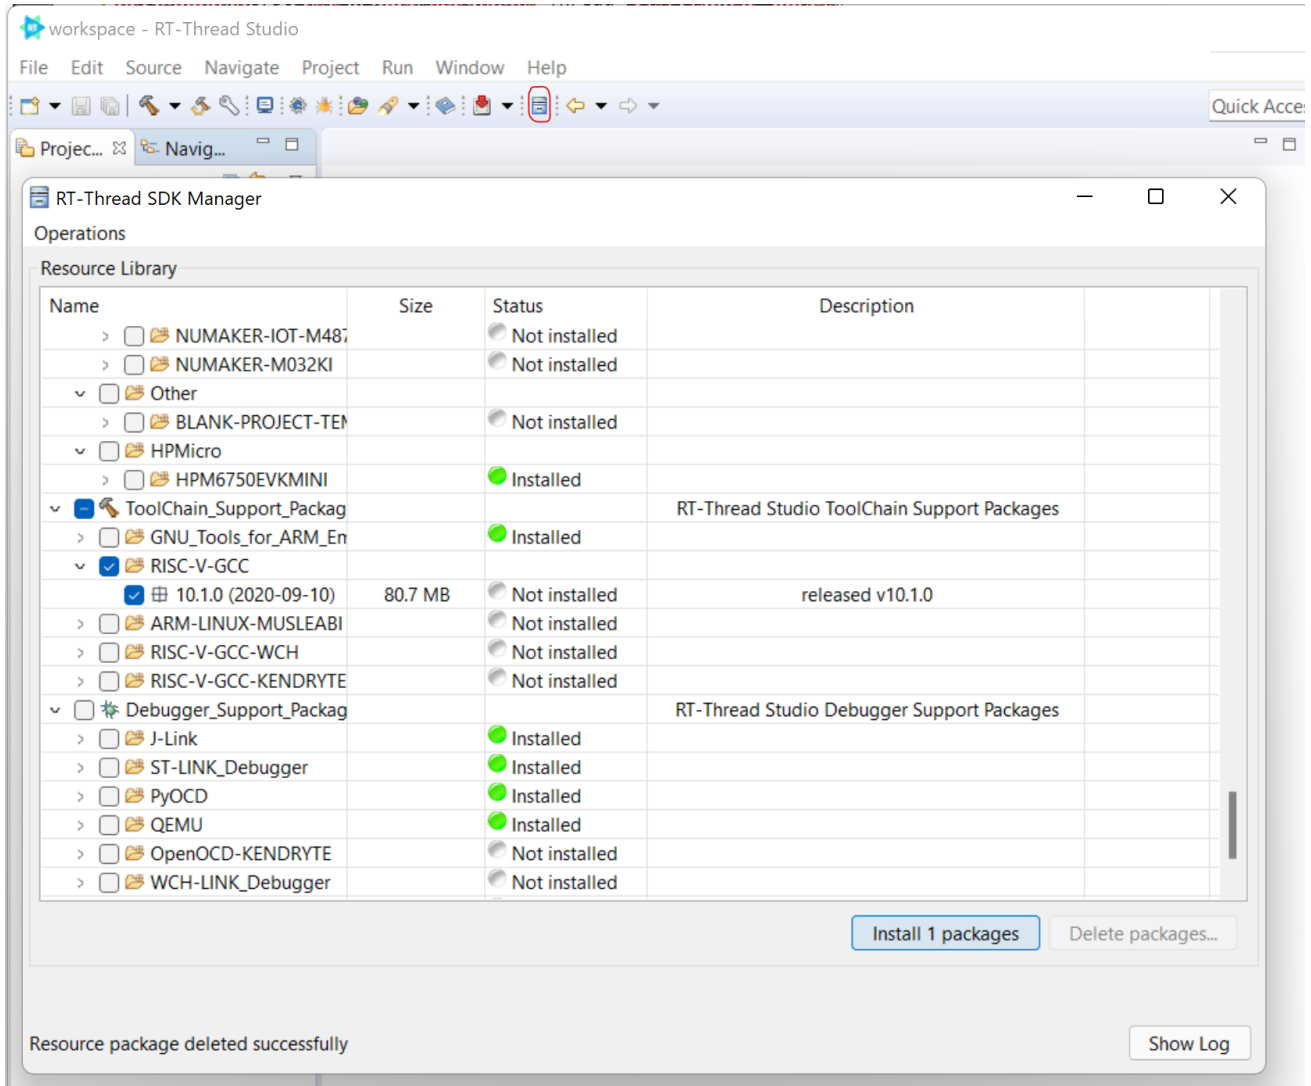 workspace - RT-Thread Studio
File Edit Source Navigate Project Run Window Help
Quick Acces
Projec... Navig...
RT-Thread SDK Manager
Operations
Resource Library
Name Size Status Description
NUMAKER-IOT-M487 Not installed
NUMAKER-M032KI Not installed
Other
BLANK-PROJECT-TEM Not installed
HPMicro
HPM6750EVKMINI Installed
ToolChain_Support_Packag RT-Thread Studio ToolChain Support Packages
GNU_Tools_for_ARM_Em Installed
RISC-V-GCC
10.1.0 (2020-09-10) 80.7 MB Not installed released v10.1.0
ARM-LINUX-MUSLEABI Not installed
RISC-V-GCC-WCH Not installed
RISC-V-GCC-KENDRYTE Not installed
Debugger_Support_Packag RT-Thread Studio Debugger Support Packages
J-Link Installed
ST-LINK_Debugger Installed
PyOCD Installed
QEMU Installed
OpenOCD-KENDRYTE Not installed
WCH-LINK_Debugger Not installed
Install 1 packages Delete packages...
Resource package deleted successfully Show Log